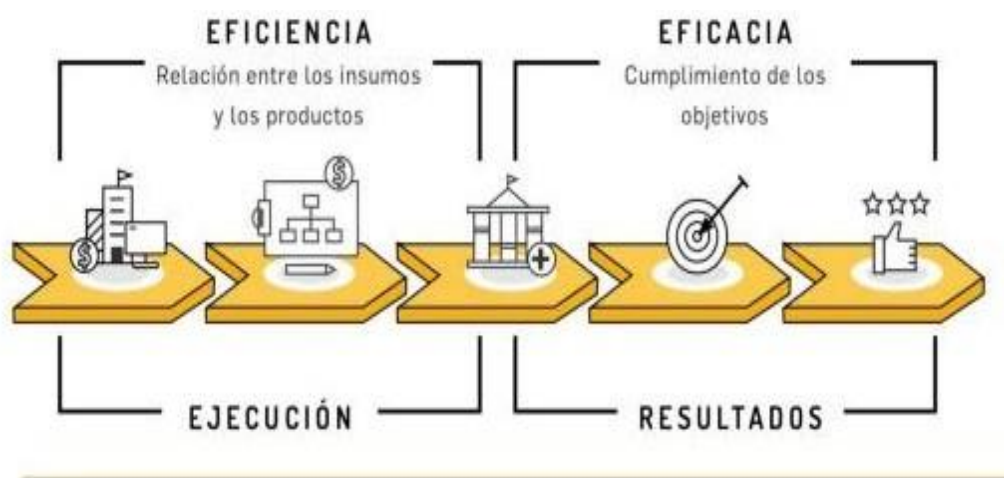 EFICIENCIA
Relación entre los insumos
y los productos
EFICACIA
Cumplimiento de los
objetivos
$
$
EJECUCIÓN
RESULTADOS